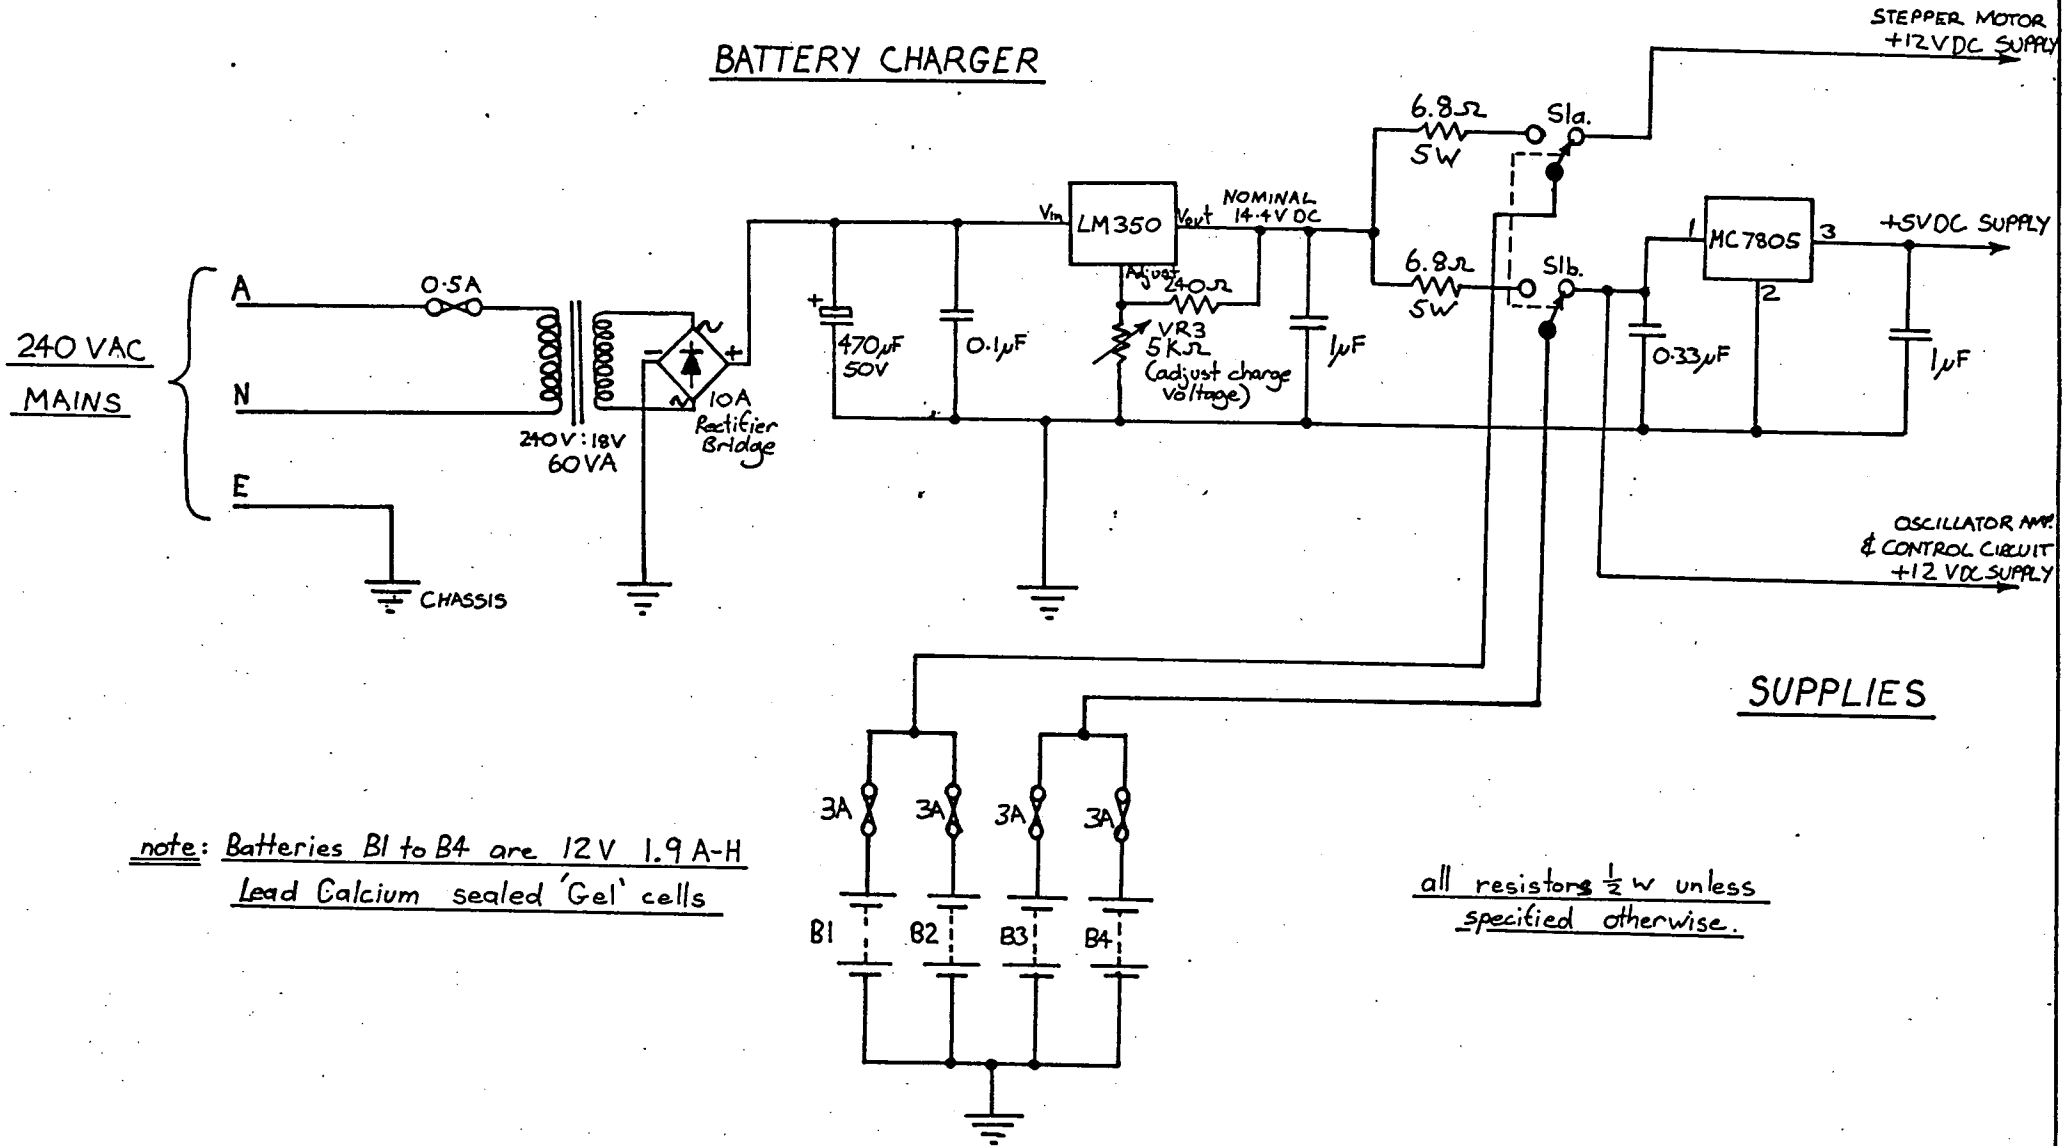 BATTERY CHARGER
STEPPER MOTOR
+12VDC SUPPLY
6.8Ω
5W
S1a.
NOMINAL
14.4V DC
Vin
LM350
Vout
Adjust
240Ω
VR3
5KΩ
(adjust charge
voltage)
6.8Ω
5W
S1b.
1
MC7805
3
2
+5VDC SUPPLY
240 VAC
MAINS
A
0.5A
N
E
CHASSIS
240V:18V
60VA
~
-
+
~
10A
Rectifier
Bridge
+
470μF
50V
0.1μF
1μF
0.33μF
1μF
OSCILLATOR AMP.
& CONTROL CIRCUIT
+12 VDC SUPPLY
SUPPLIES
3A
3A
3A
3A
B1
B2
B3
B4
note: Batteries B1 to B4 are 12V 1.9 A-H
Lead Calcium sealed 'Gel' cells
all resistors ½ W unless
specified otherwise.